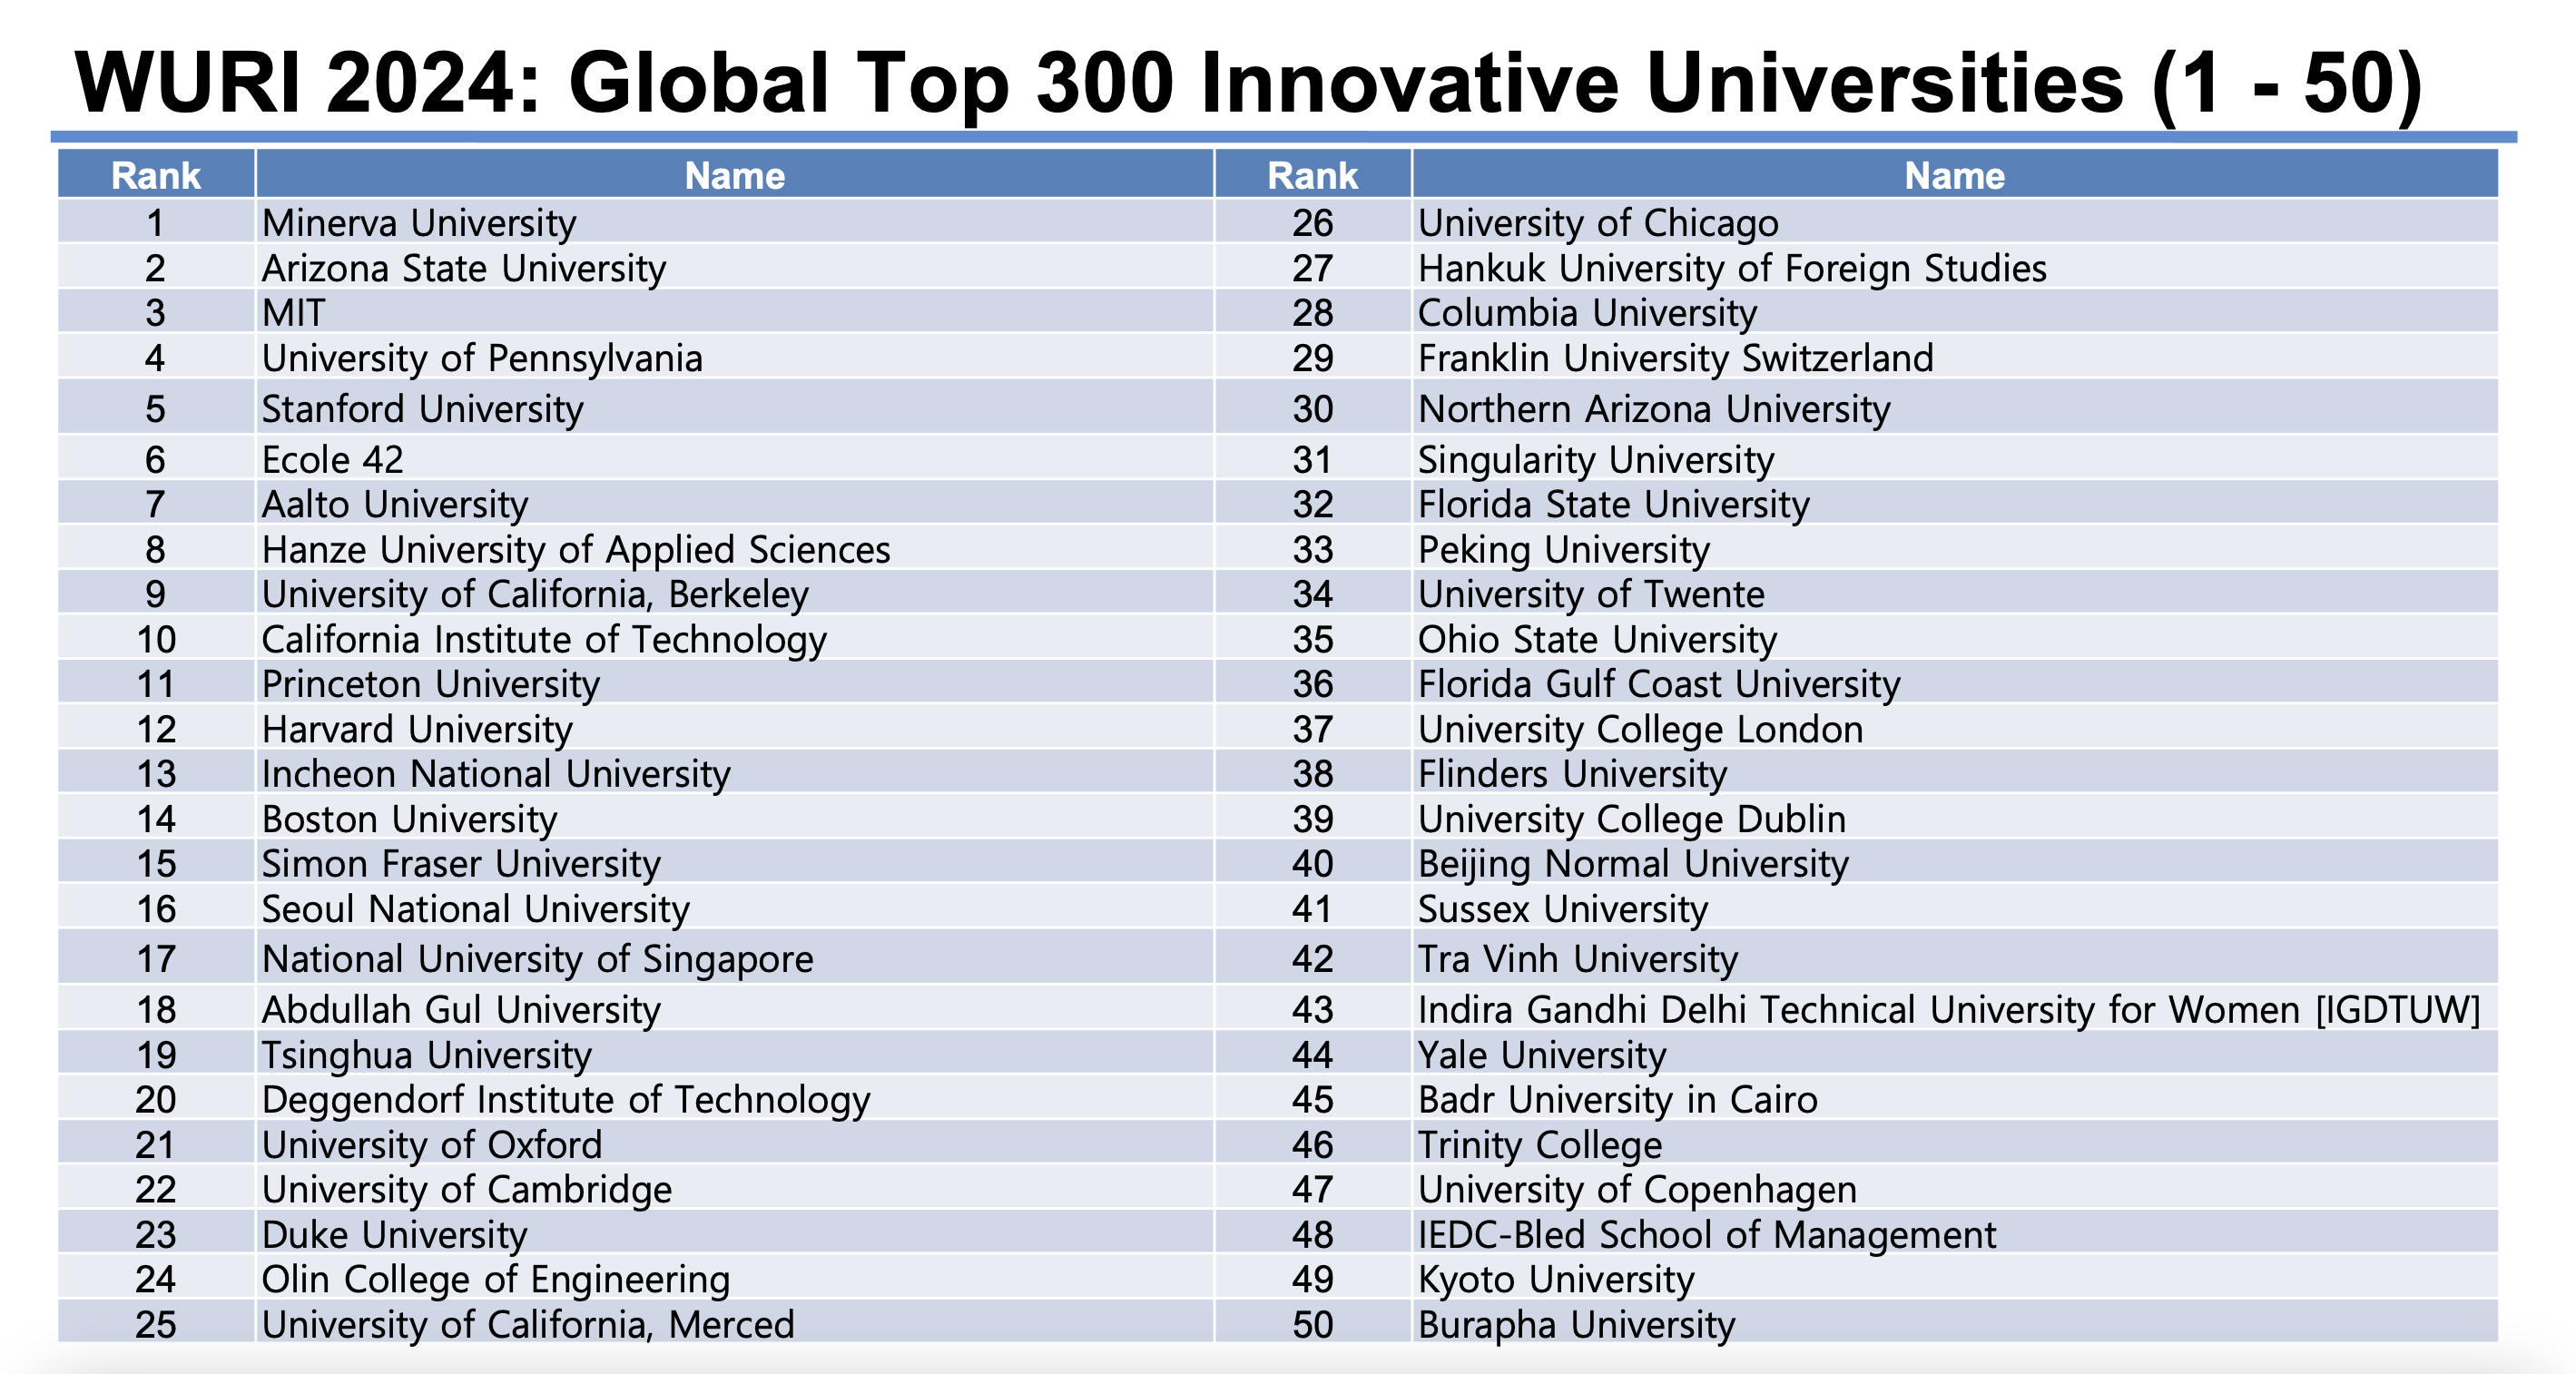 WURI 2024: Global Top 300 Innovative Universities (1 - 50)
Rank Name Rank Name
1 Minerva University 26 University of Chicago
2 Arizona State University 27 Hankuk University of Foreign Studies
3 MIT 28 Columbia University
4 University of Pennsylvania 29 Franklin University Switzerland
5 Stanford University 30 Northern Arizona University
6 Ecole 42 31 Singularity University
7 Aalto University 32 Florida State University
8 Hanze University of Applied Sciences 33 Peking University
9 University of California, Berkeley 34 University of Twente
10 California Institute of Technology 35 Ohio State University
11 Princeton University 36 Florida Gulf Coast University
12 Harvard University 37 University College London
13 Incheon National University 38 Flinders University
14 Boston University 39 University College Dublin
15 Simon Fraser University 40 Beijing Normal University
16 Seoul National University 41 Sussex University
17 National University of Singapore 42 Tra Vinh University
18 Abdullah Gul University 43 Indira Gandhi Delhi Technical University for Women [IGDTUW]
19 Tsinghua University 44 Yale University
20 Deggendorf Institute of Technology 45 Badr University in Cairo
21 University of Oxford 46 Trinity College
22 University of Cambridge 47 University of Copenhagen
23 Duke University 48 IEDC-Bled School of Management
24 Olin College of Engineering 49 Kyoto University
25 University of California, Merced 50 Burapha University